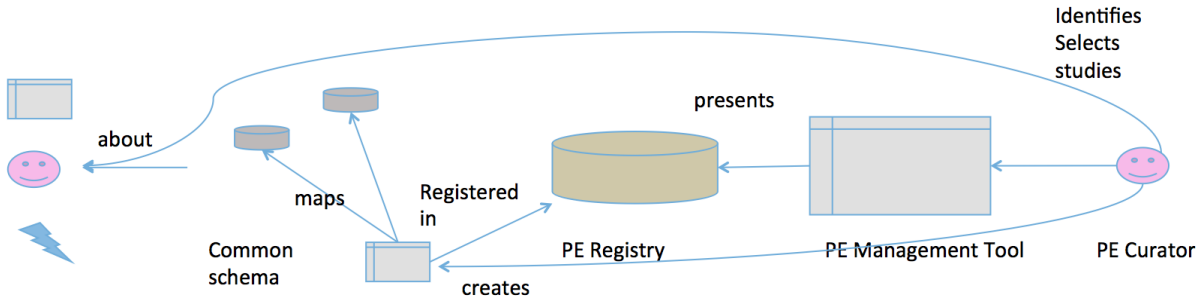 Identifies
Selects
studies
presents
about
maps
Registered
in
Common
schema
PE Registry
PE Management Tool
PE Curator
creates